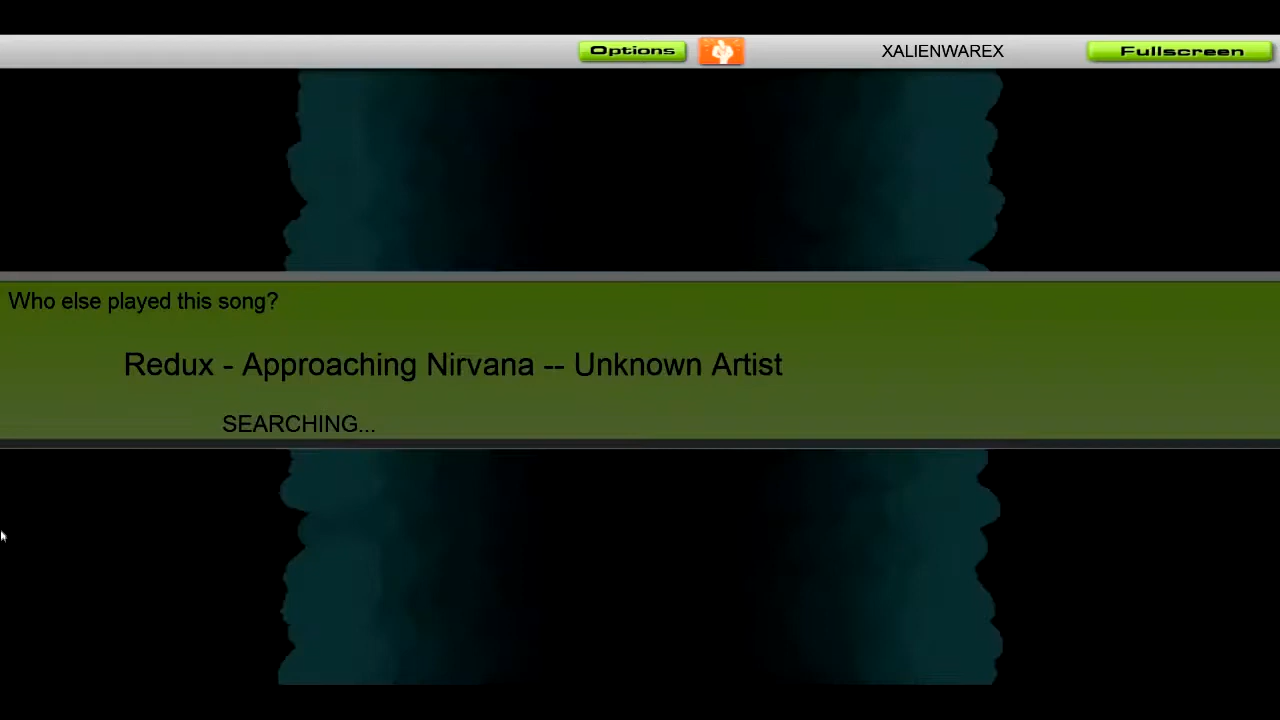 Options
XALIENWAREX
Fullscreen
Who else played this song?
Redux - Approaching Nirvana -- Unknown Artist
SEARCHING...